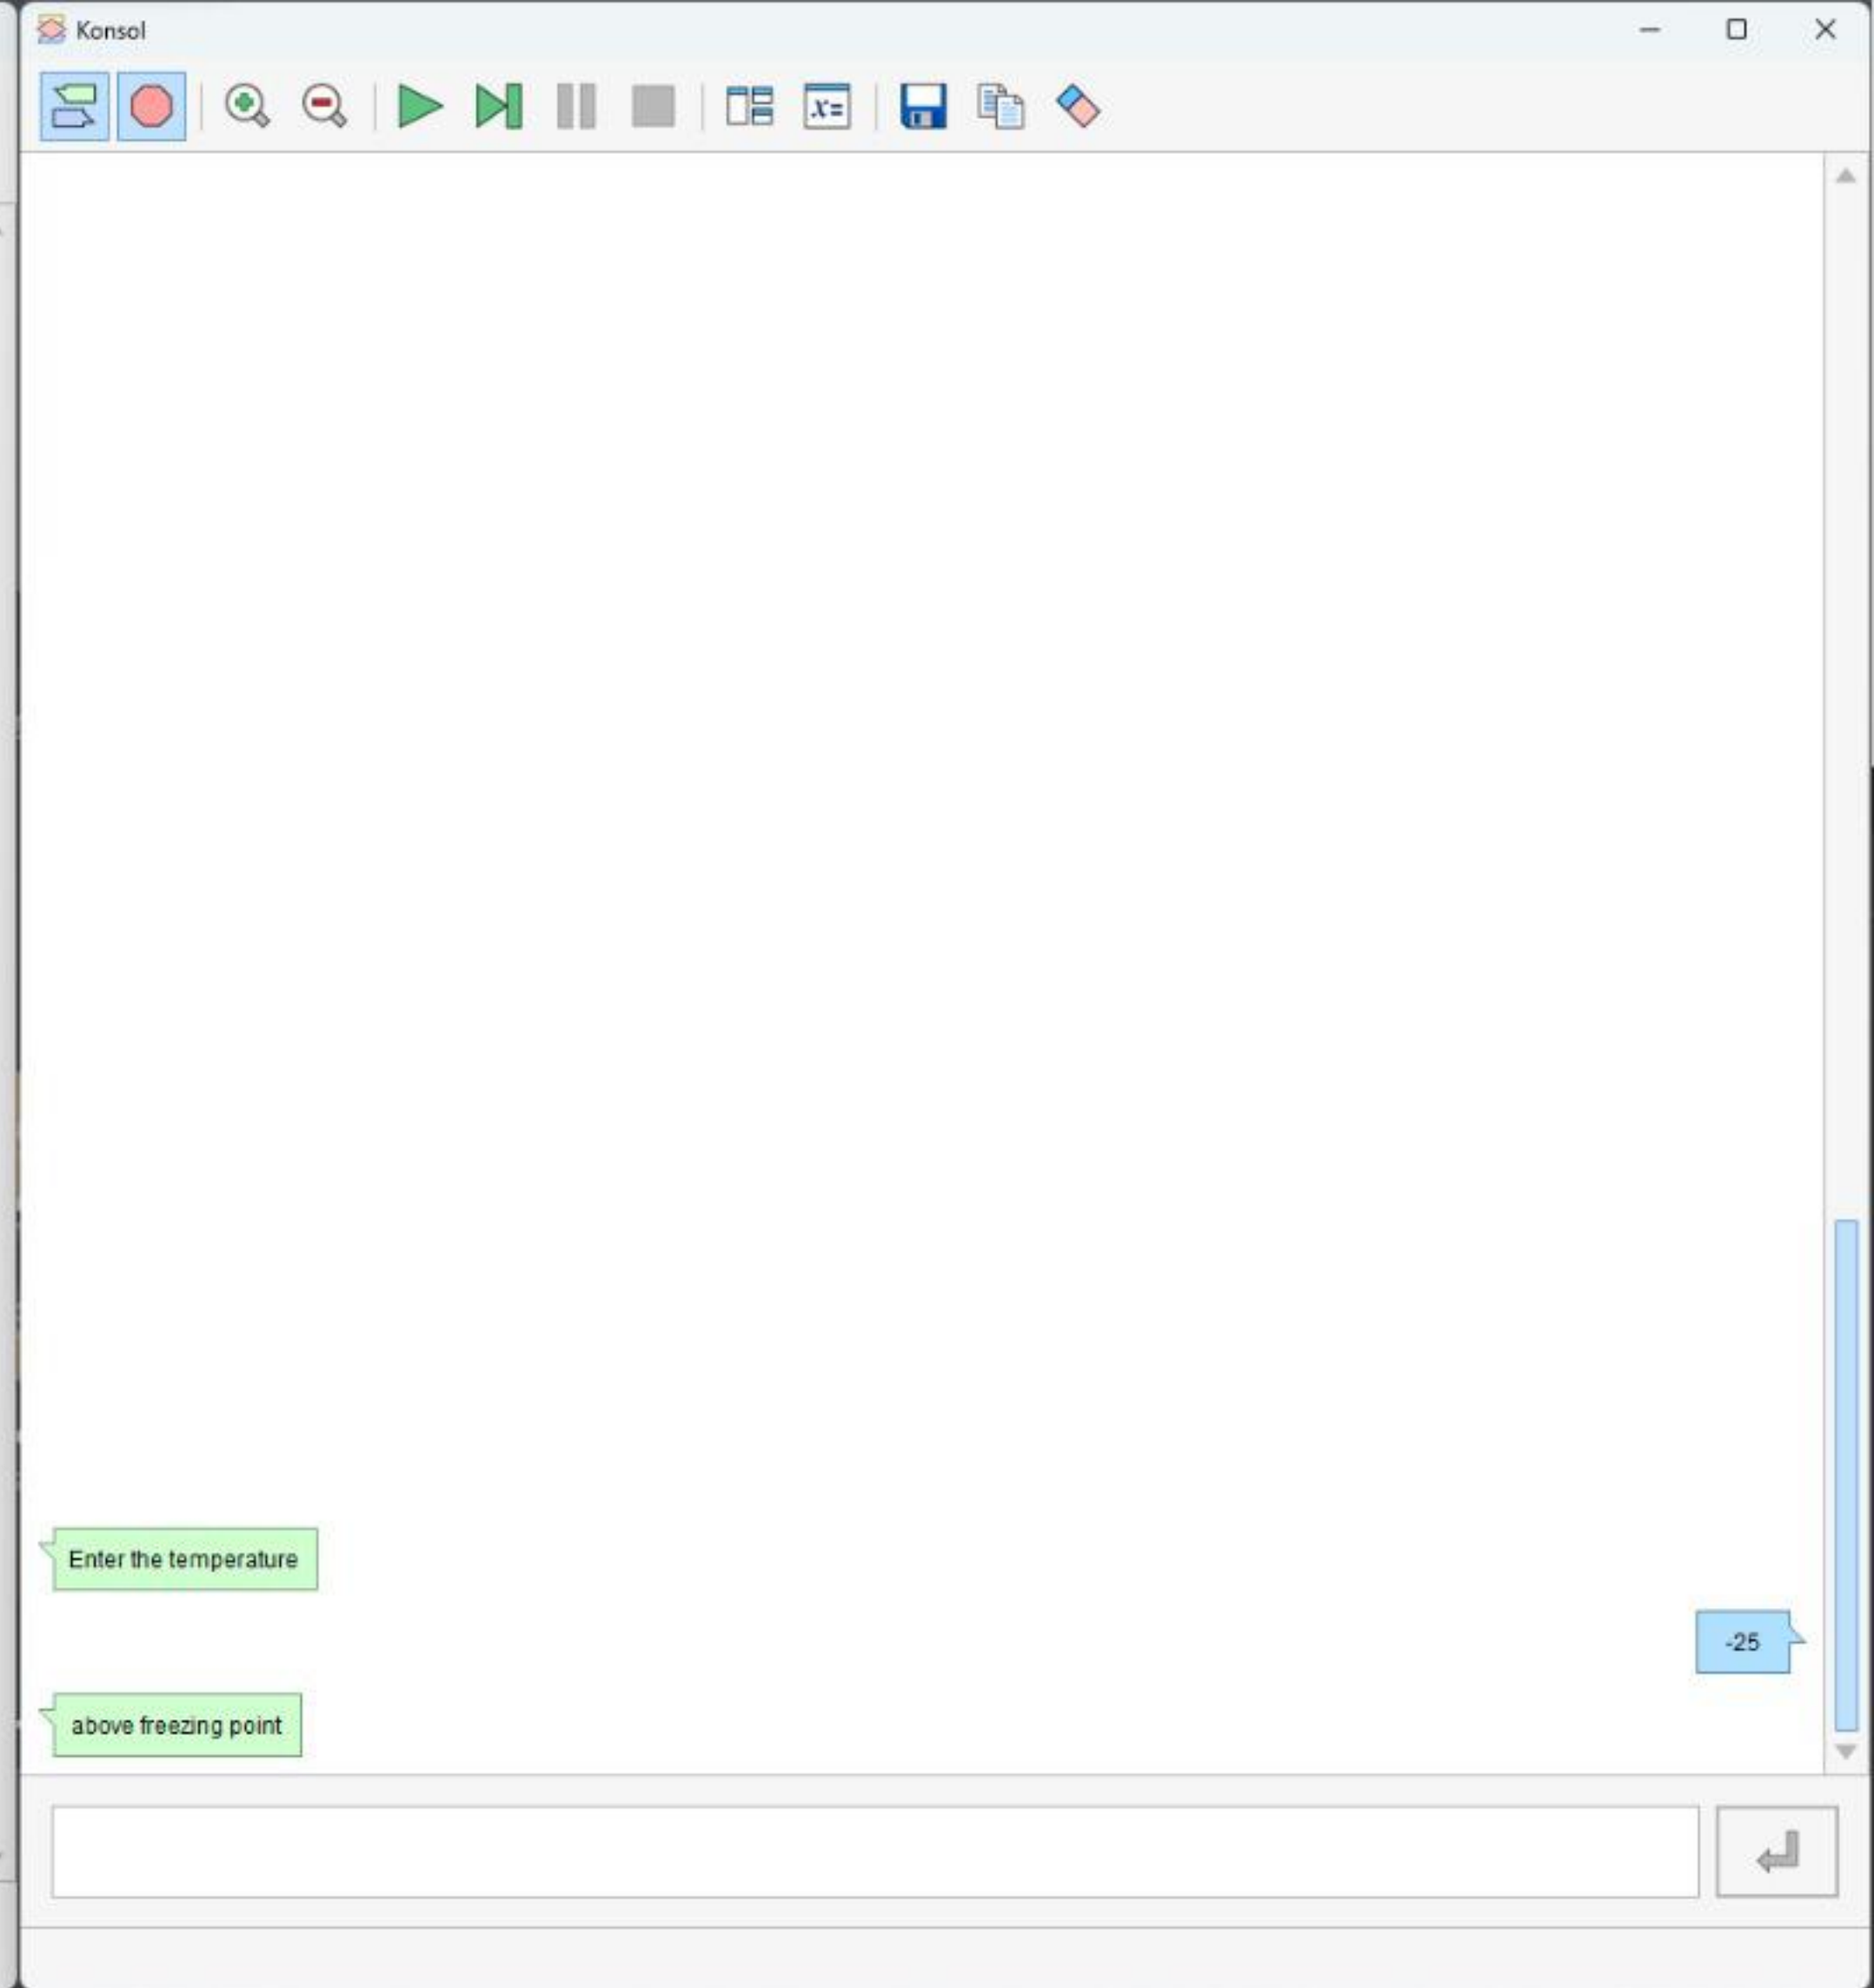 Konsol
x=
Enter the temperature
-25
above freezing point